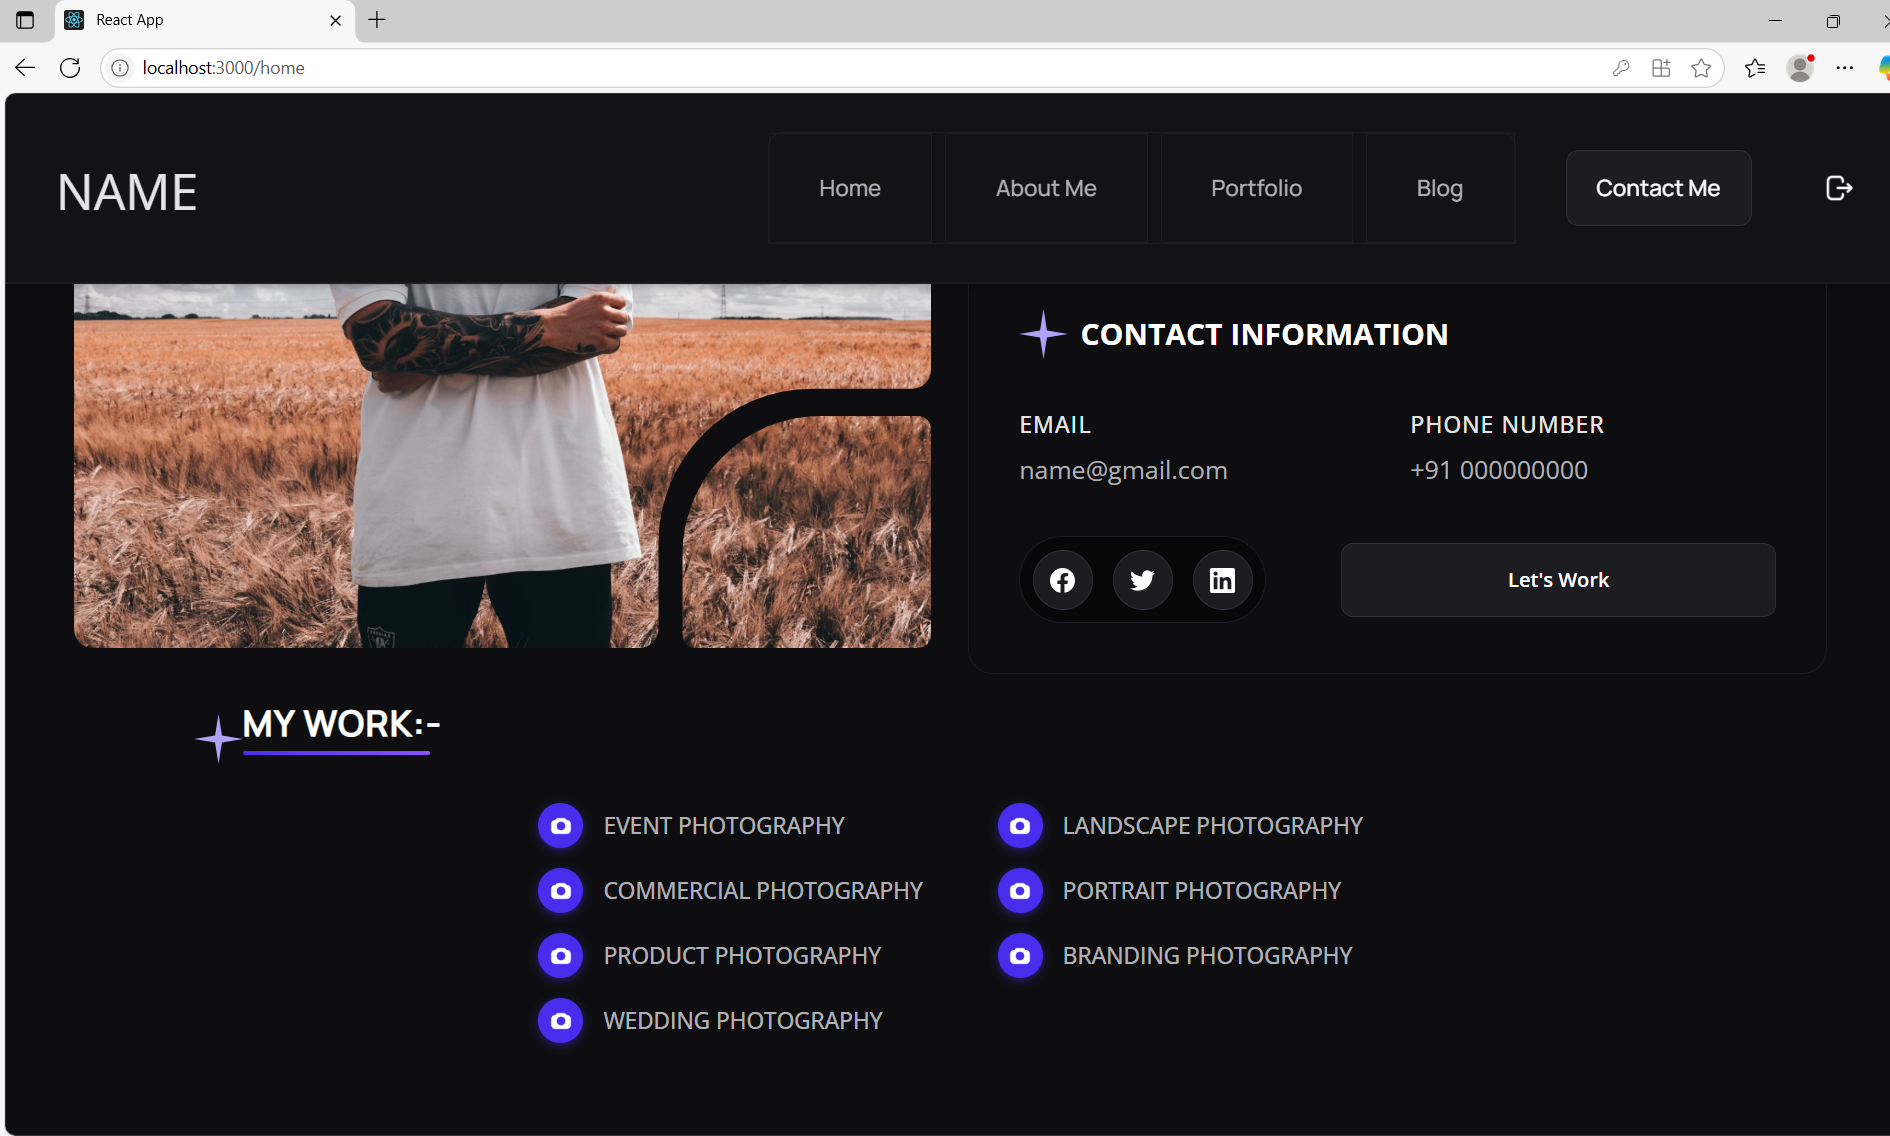 React App
localhost:3000/home
NAME
Home
About Me
Portfolio
Blog
Contact Me
CONTACT INFORMATION
EMAIL
name@gmail.com
PHONE NUMBER
+91 000000000
Let's Work
MY WORK:-
EVENT PHOTOGRAPHY
COMMERCIAL PHOTOGRAPHY
PRODUCT PHOTOGRAPHY
WEDDING PHOTOGRAPHY
LANDSCAPE PHOTOGRAPHY
PORTRAIT PHOTOGRAPHY
BRANDING PHOTOGRAPHY